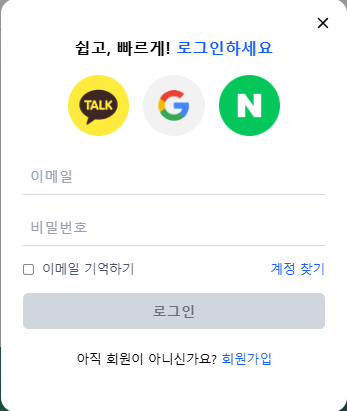 쉽고, 빠르게! 로그인하세요
TALK
G
N
이메일
비밀번호
이메일 기억하기
계정 찾기
로그인
아직 회원이 아니신가요? 회원가입